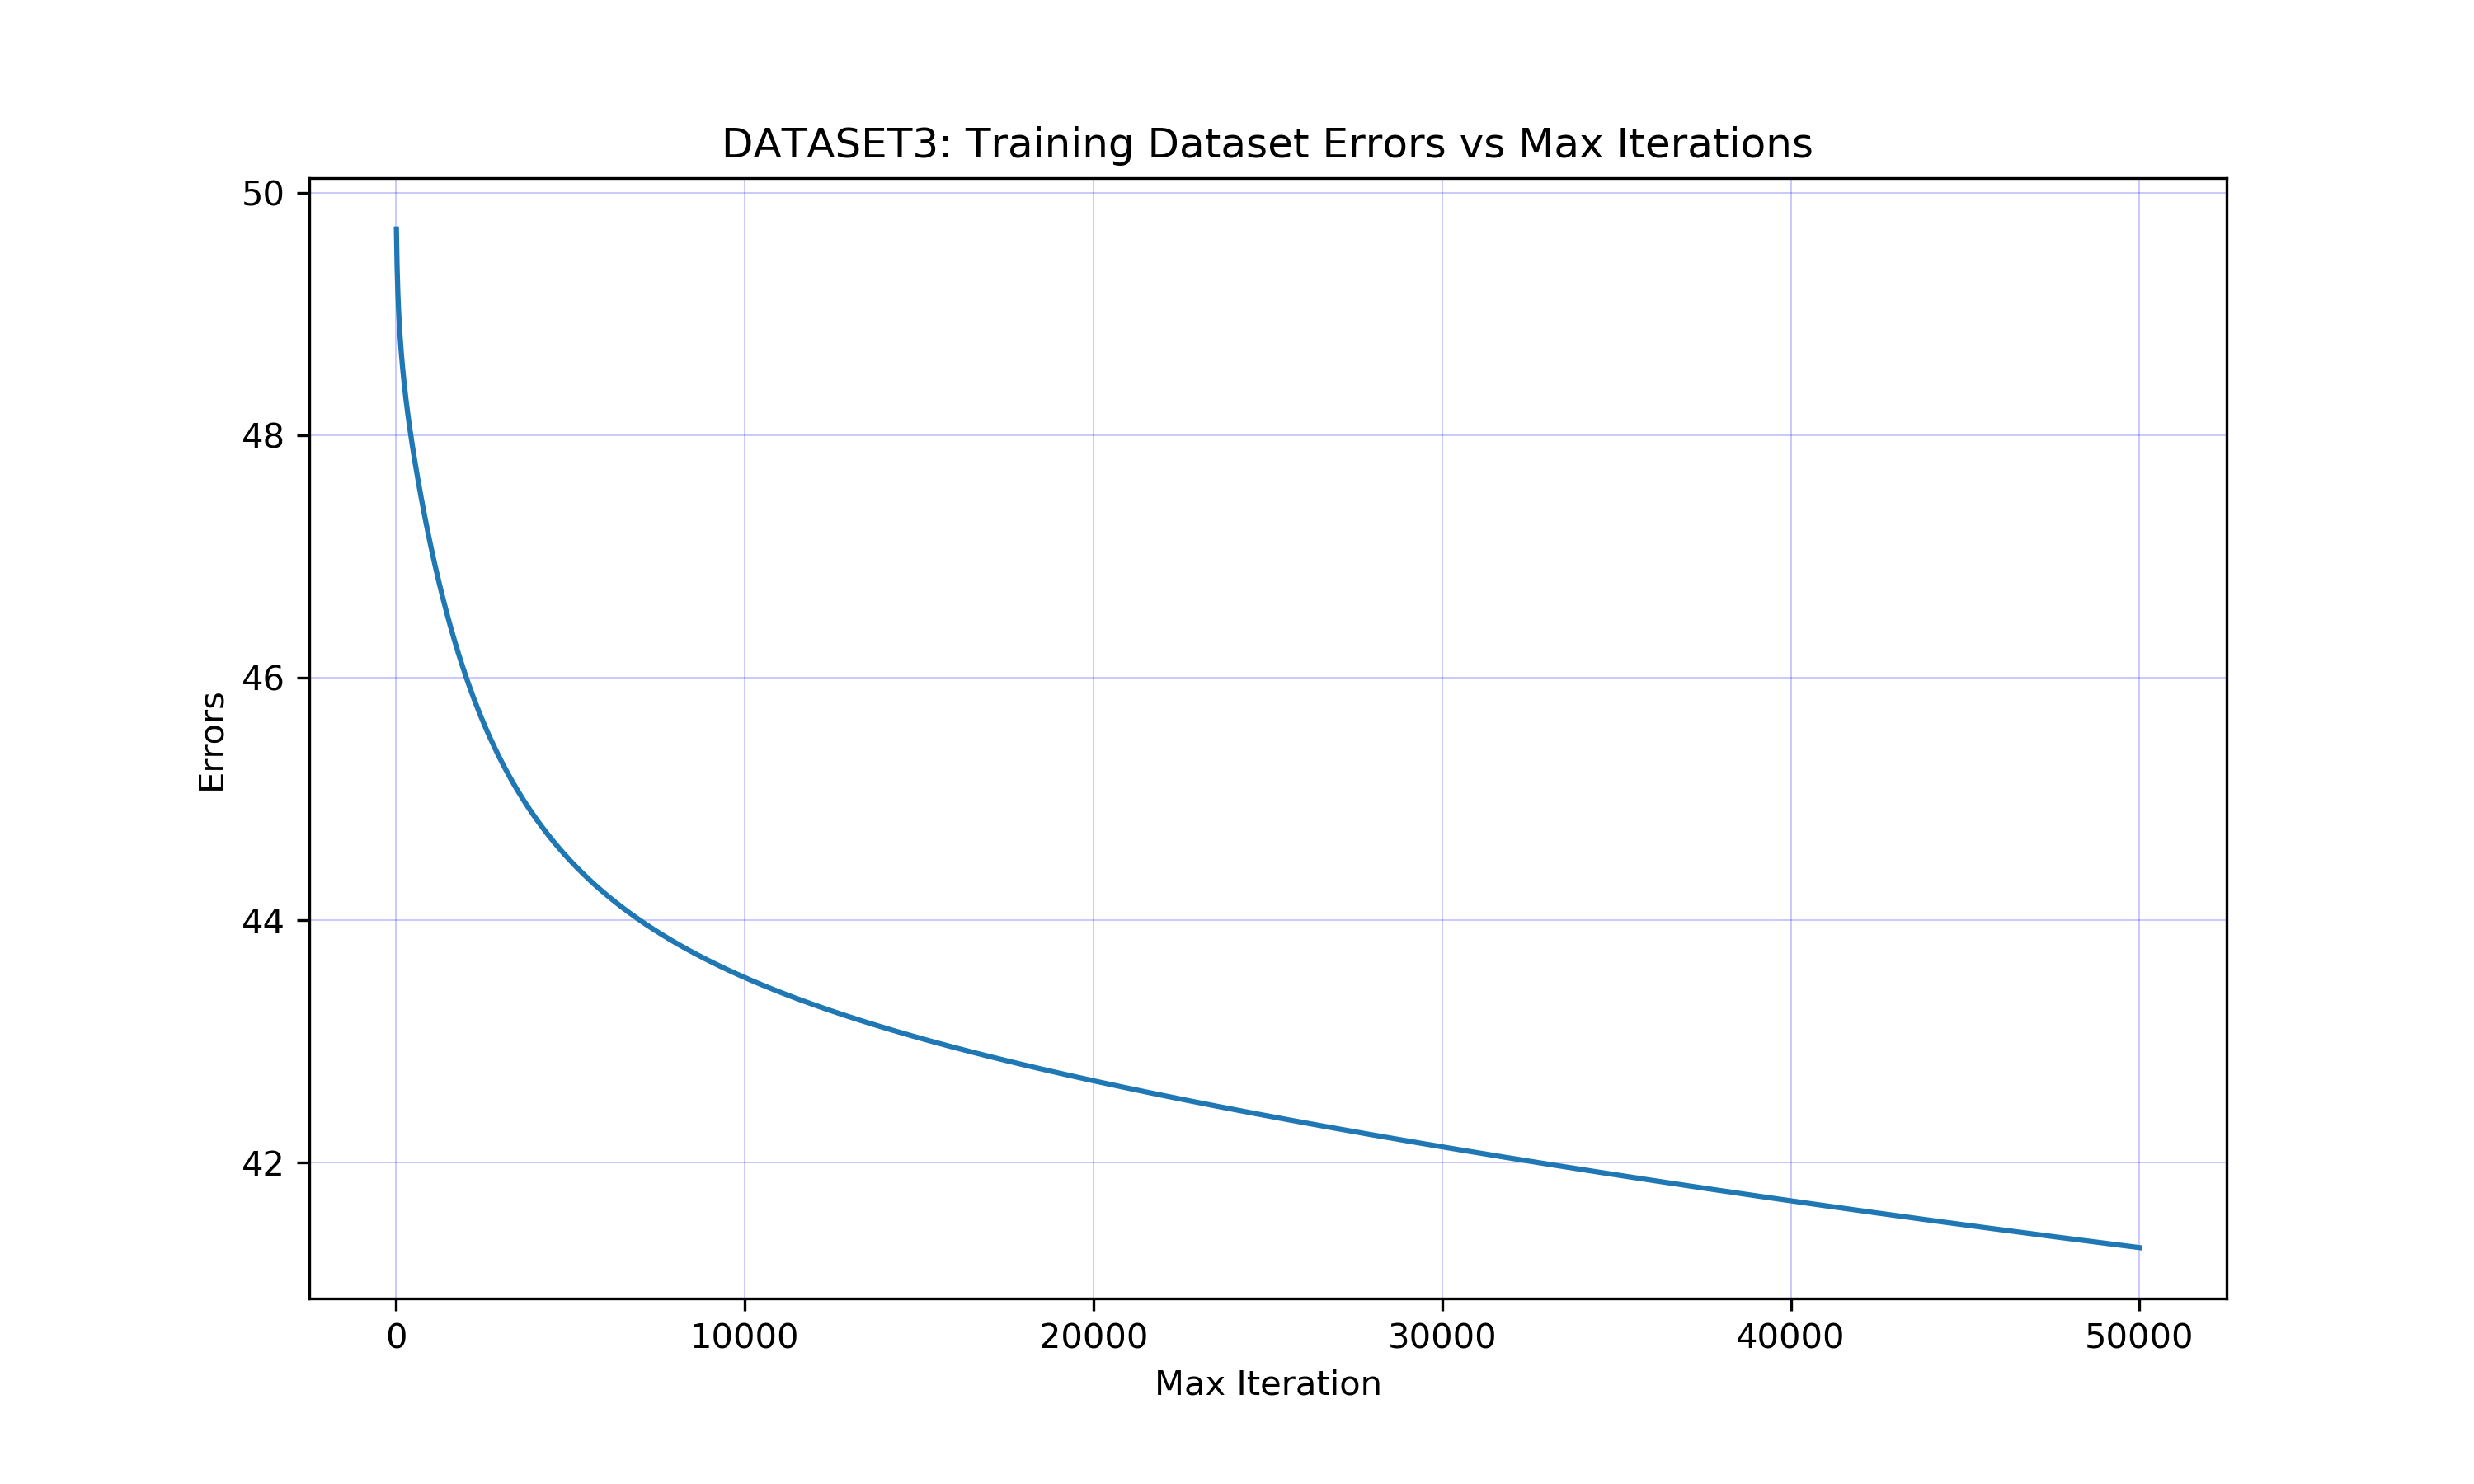 DATASET3: Training Dataset Errors vs Max Iterations
50
48
46
44
42
Errors
0 10000 20000 30000 40000 50000
Max Iteration